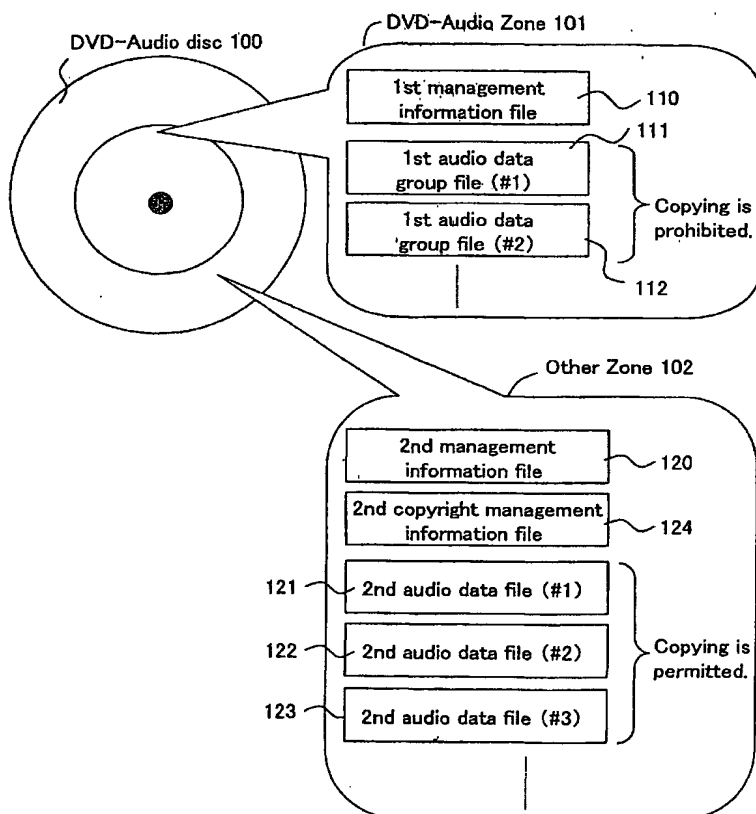 DVD-Audio disc 100
DVD-Audio Zone 101
1st management
information file
110
111
1st audio data
group file (#1)
1st audio data
group file (#2)
Copying is
prohibited.
112
Other Zone 102
2nd management
information file
120
2nd copyright management
information file
124
121
2nd audio data file (#1)
122
2nd audio data file (#2)
Copying is
permitted.
123
2nd audio data file (#3)